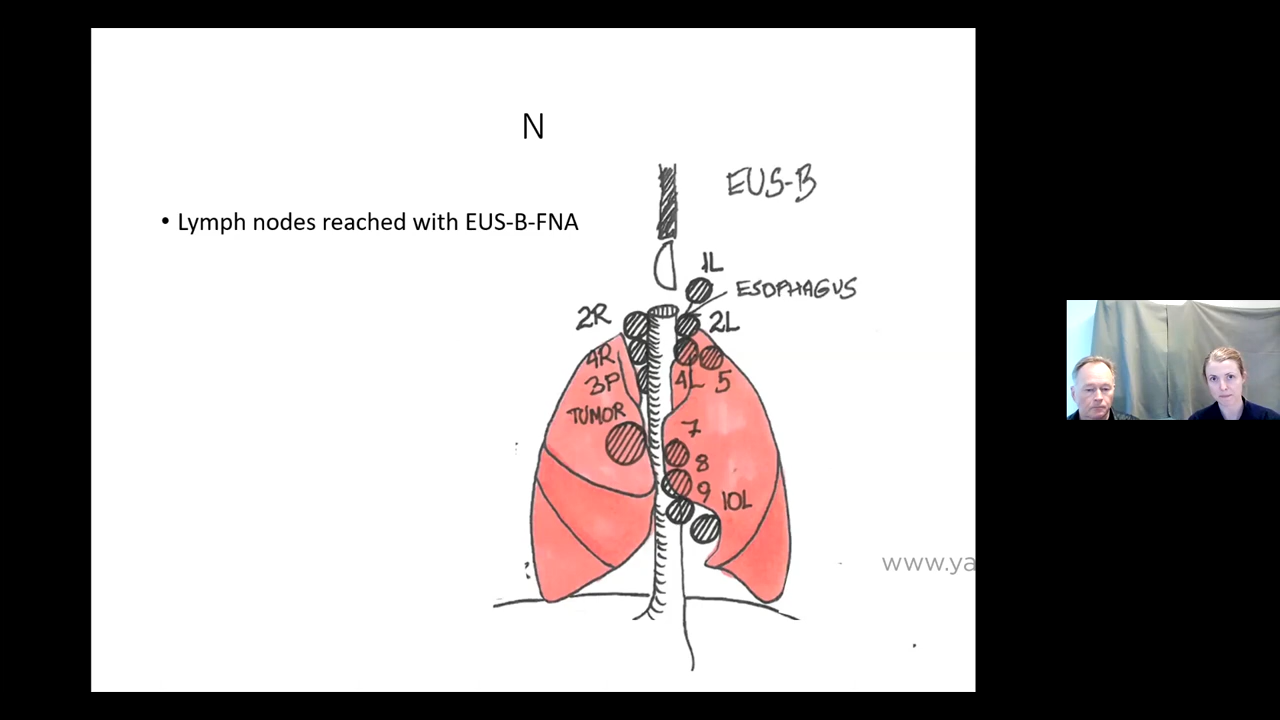 N
• Lymph nodes reached with EUS-B-FNA
EUS-B
1L
ESOPHAGUS
2R
2L
4R
3P
4L
5
TUMOR
7
8
9
10L
www.ya